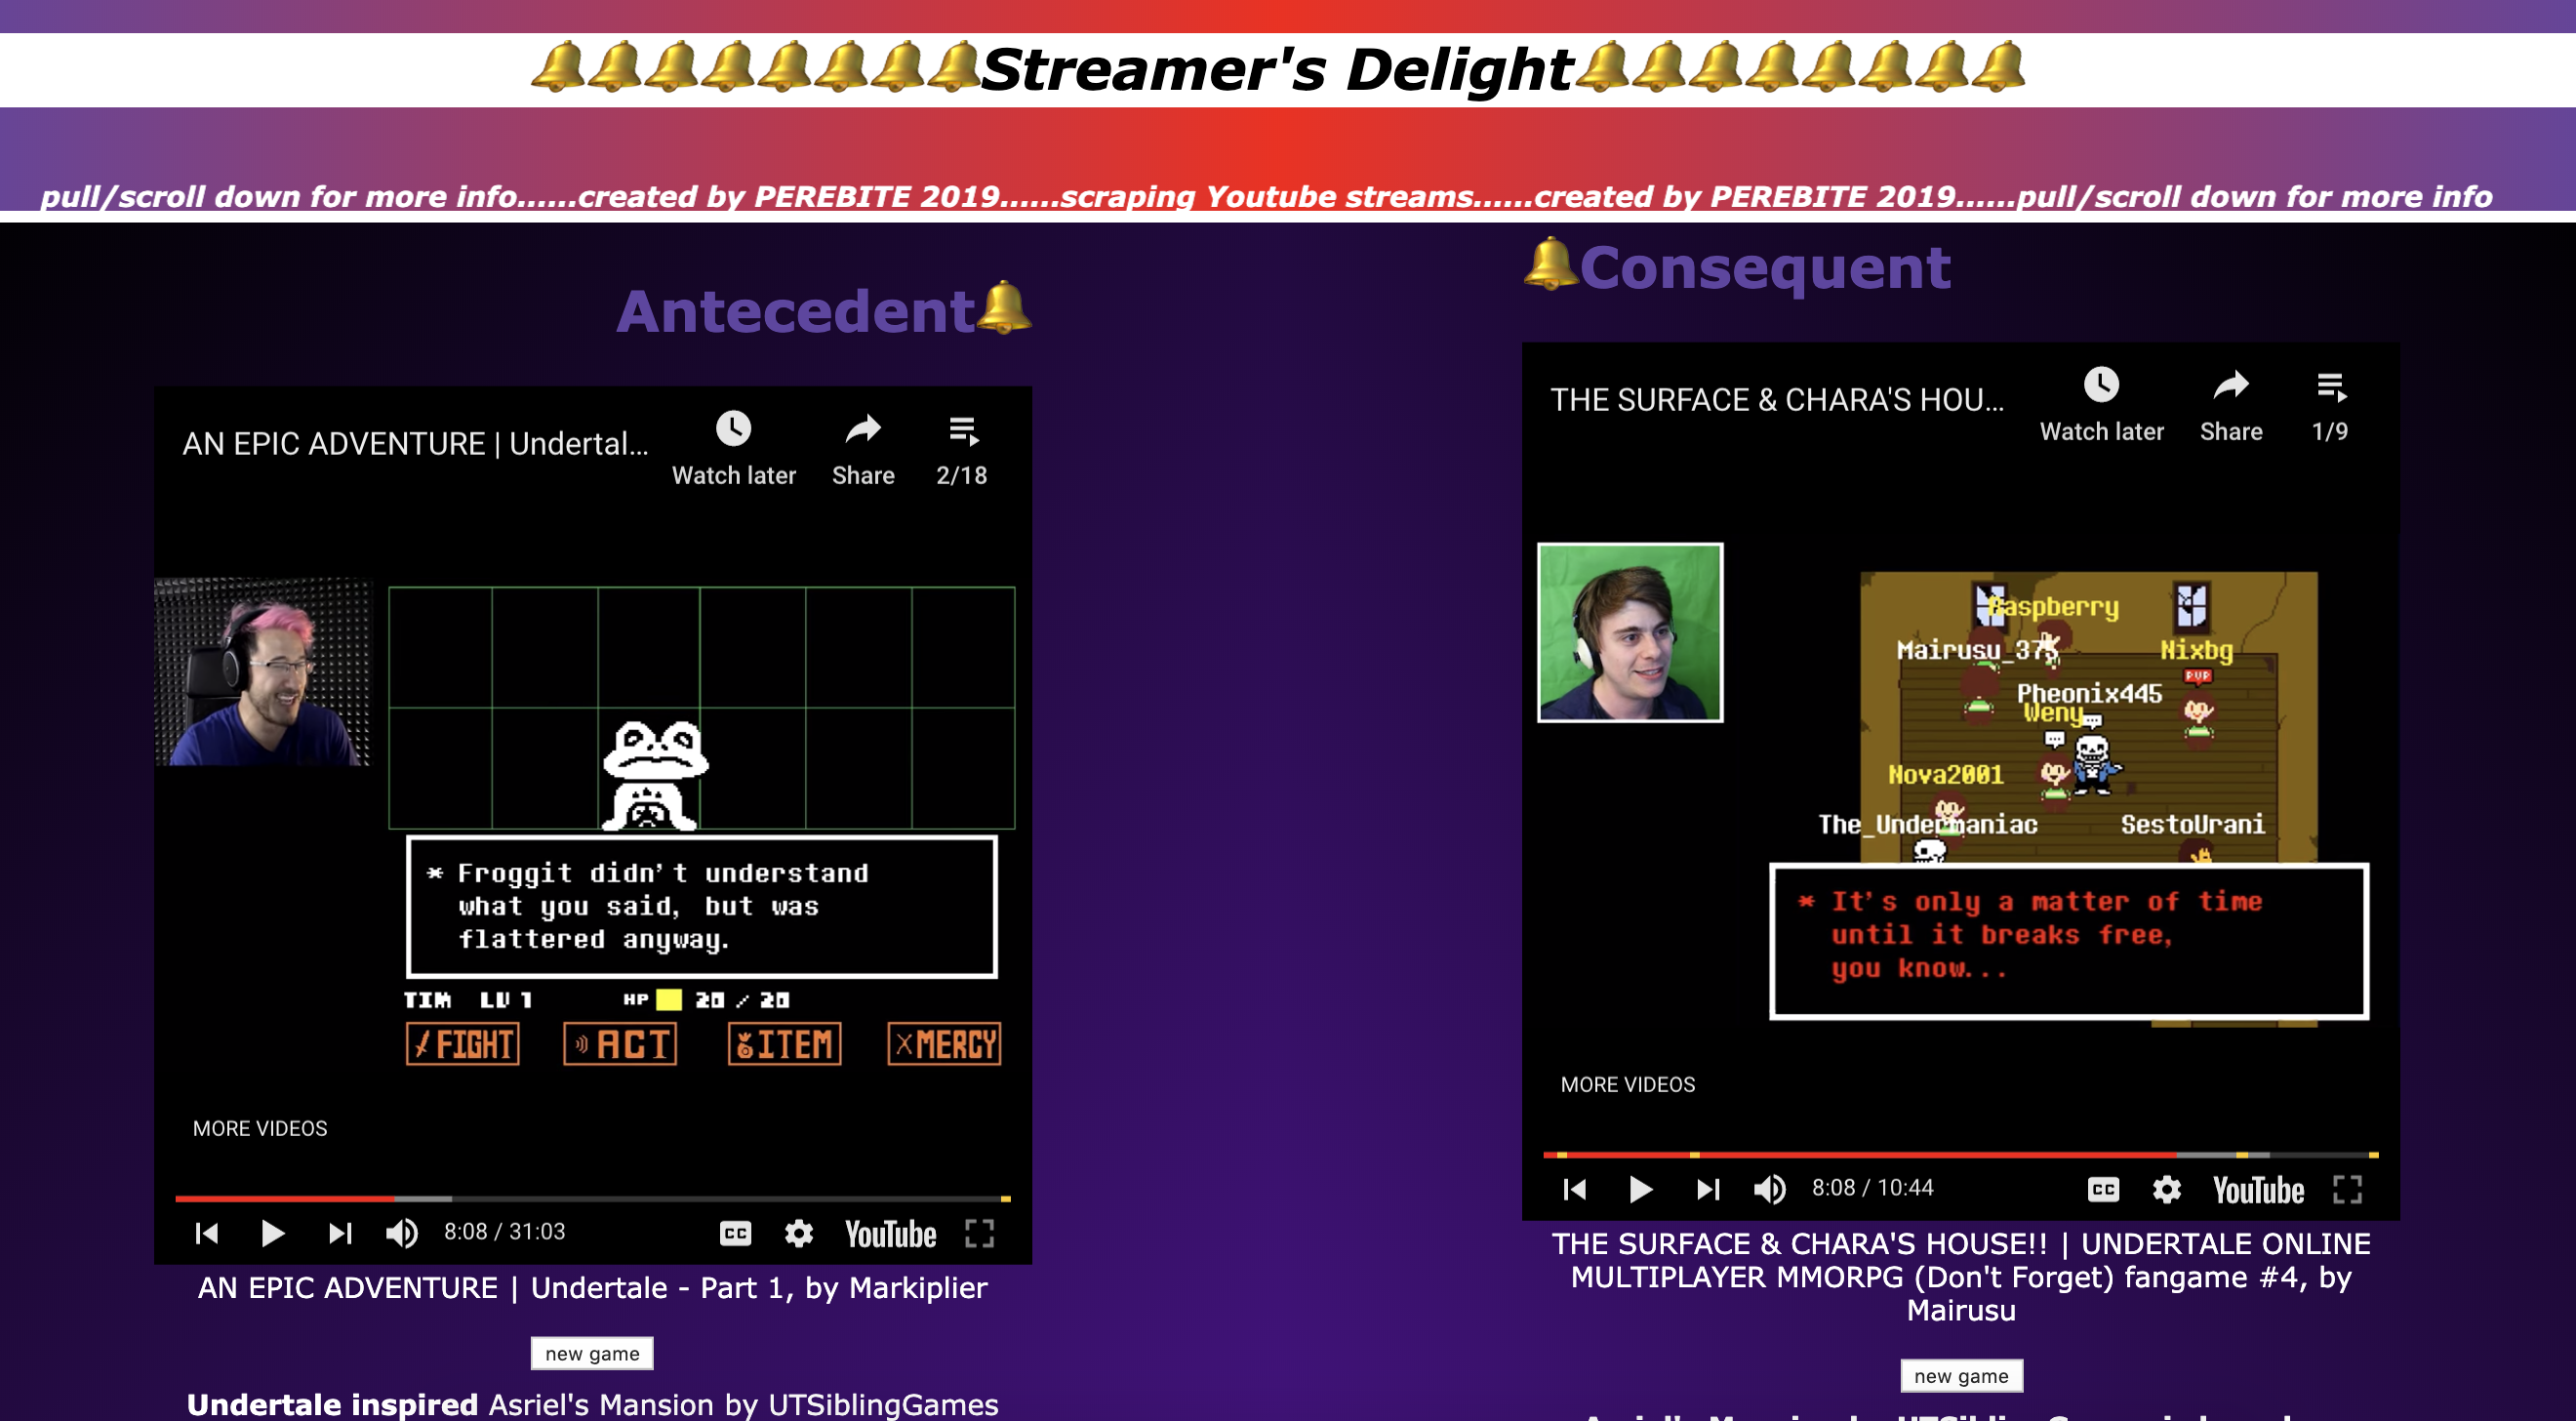 Streamer's Delight
pull/scroll down for more info......created by PEREBITE 2019......scraping Youtube streams......created by PEREBITE 2019......pull/scroll down for more info
Antecedent
AN EPIC ADVENTURE | Undertal...
Watch later
Share
2/18
* Froggit didn't understand
what you said, but was
flattered anyway.
TIM LV 1 HP 20 / 20
FIGHT ACT ITEM MERCY
MORE VIDEOS
8:08 / 31:03
CC
YouTube
AN EPIC ADVENTURE | Undertale - Part 1, by Markiplier
new game
Undertale inspired Asriel's Mansion by UTSiblingGames
Consequent
THE SURFACE & CHARA'S HOU...
Watch later
Share
1/9
Raspberry
Mairusu_375
Nixbg
PVP
Pheonix445
Weny
Nova2001
The_Undermaniac
SestoUrani
* It's only a matter of time
until it breaks free,
you know...
MORE VIDEOS
8:08 / 10:44
CC
YouTube
THE SURFACE & CHARA'S HOUSE!! | UNDERTALE ONLINE
MULTIPLAYER MMORPG (Don't Forget) fangame #4, by
Mairusu
new game